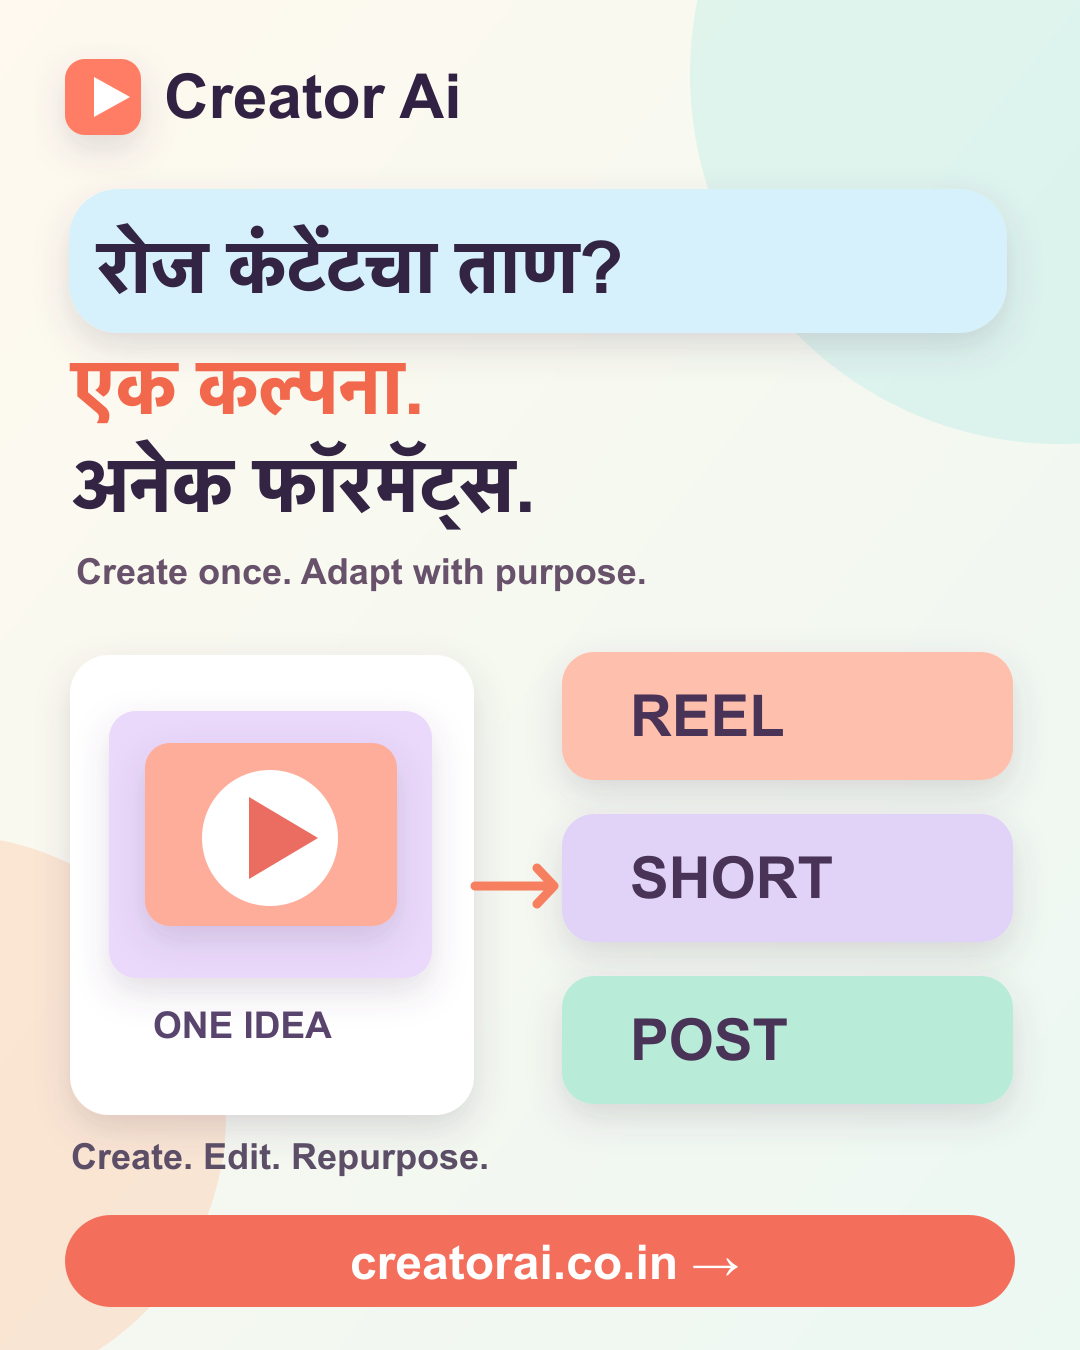 Creator Ai
रोज कंटेंटचा ताण?
एक कल्पना.
अनेक फॉरमॅट्स.
Create once. Adapt with purpose.
REEL
SHORT
POST
ONE IDEA
Create. Edit. Repurpose.
creatorai.co.in →